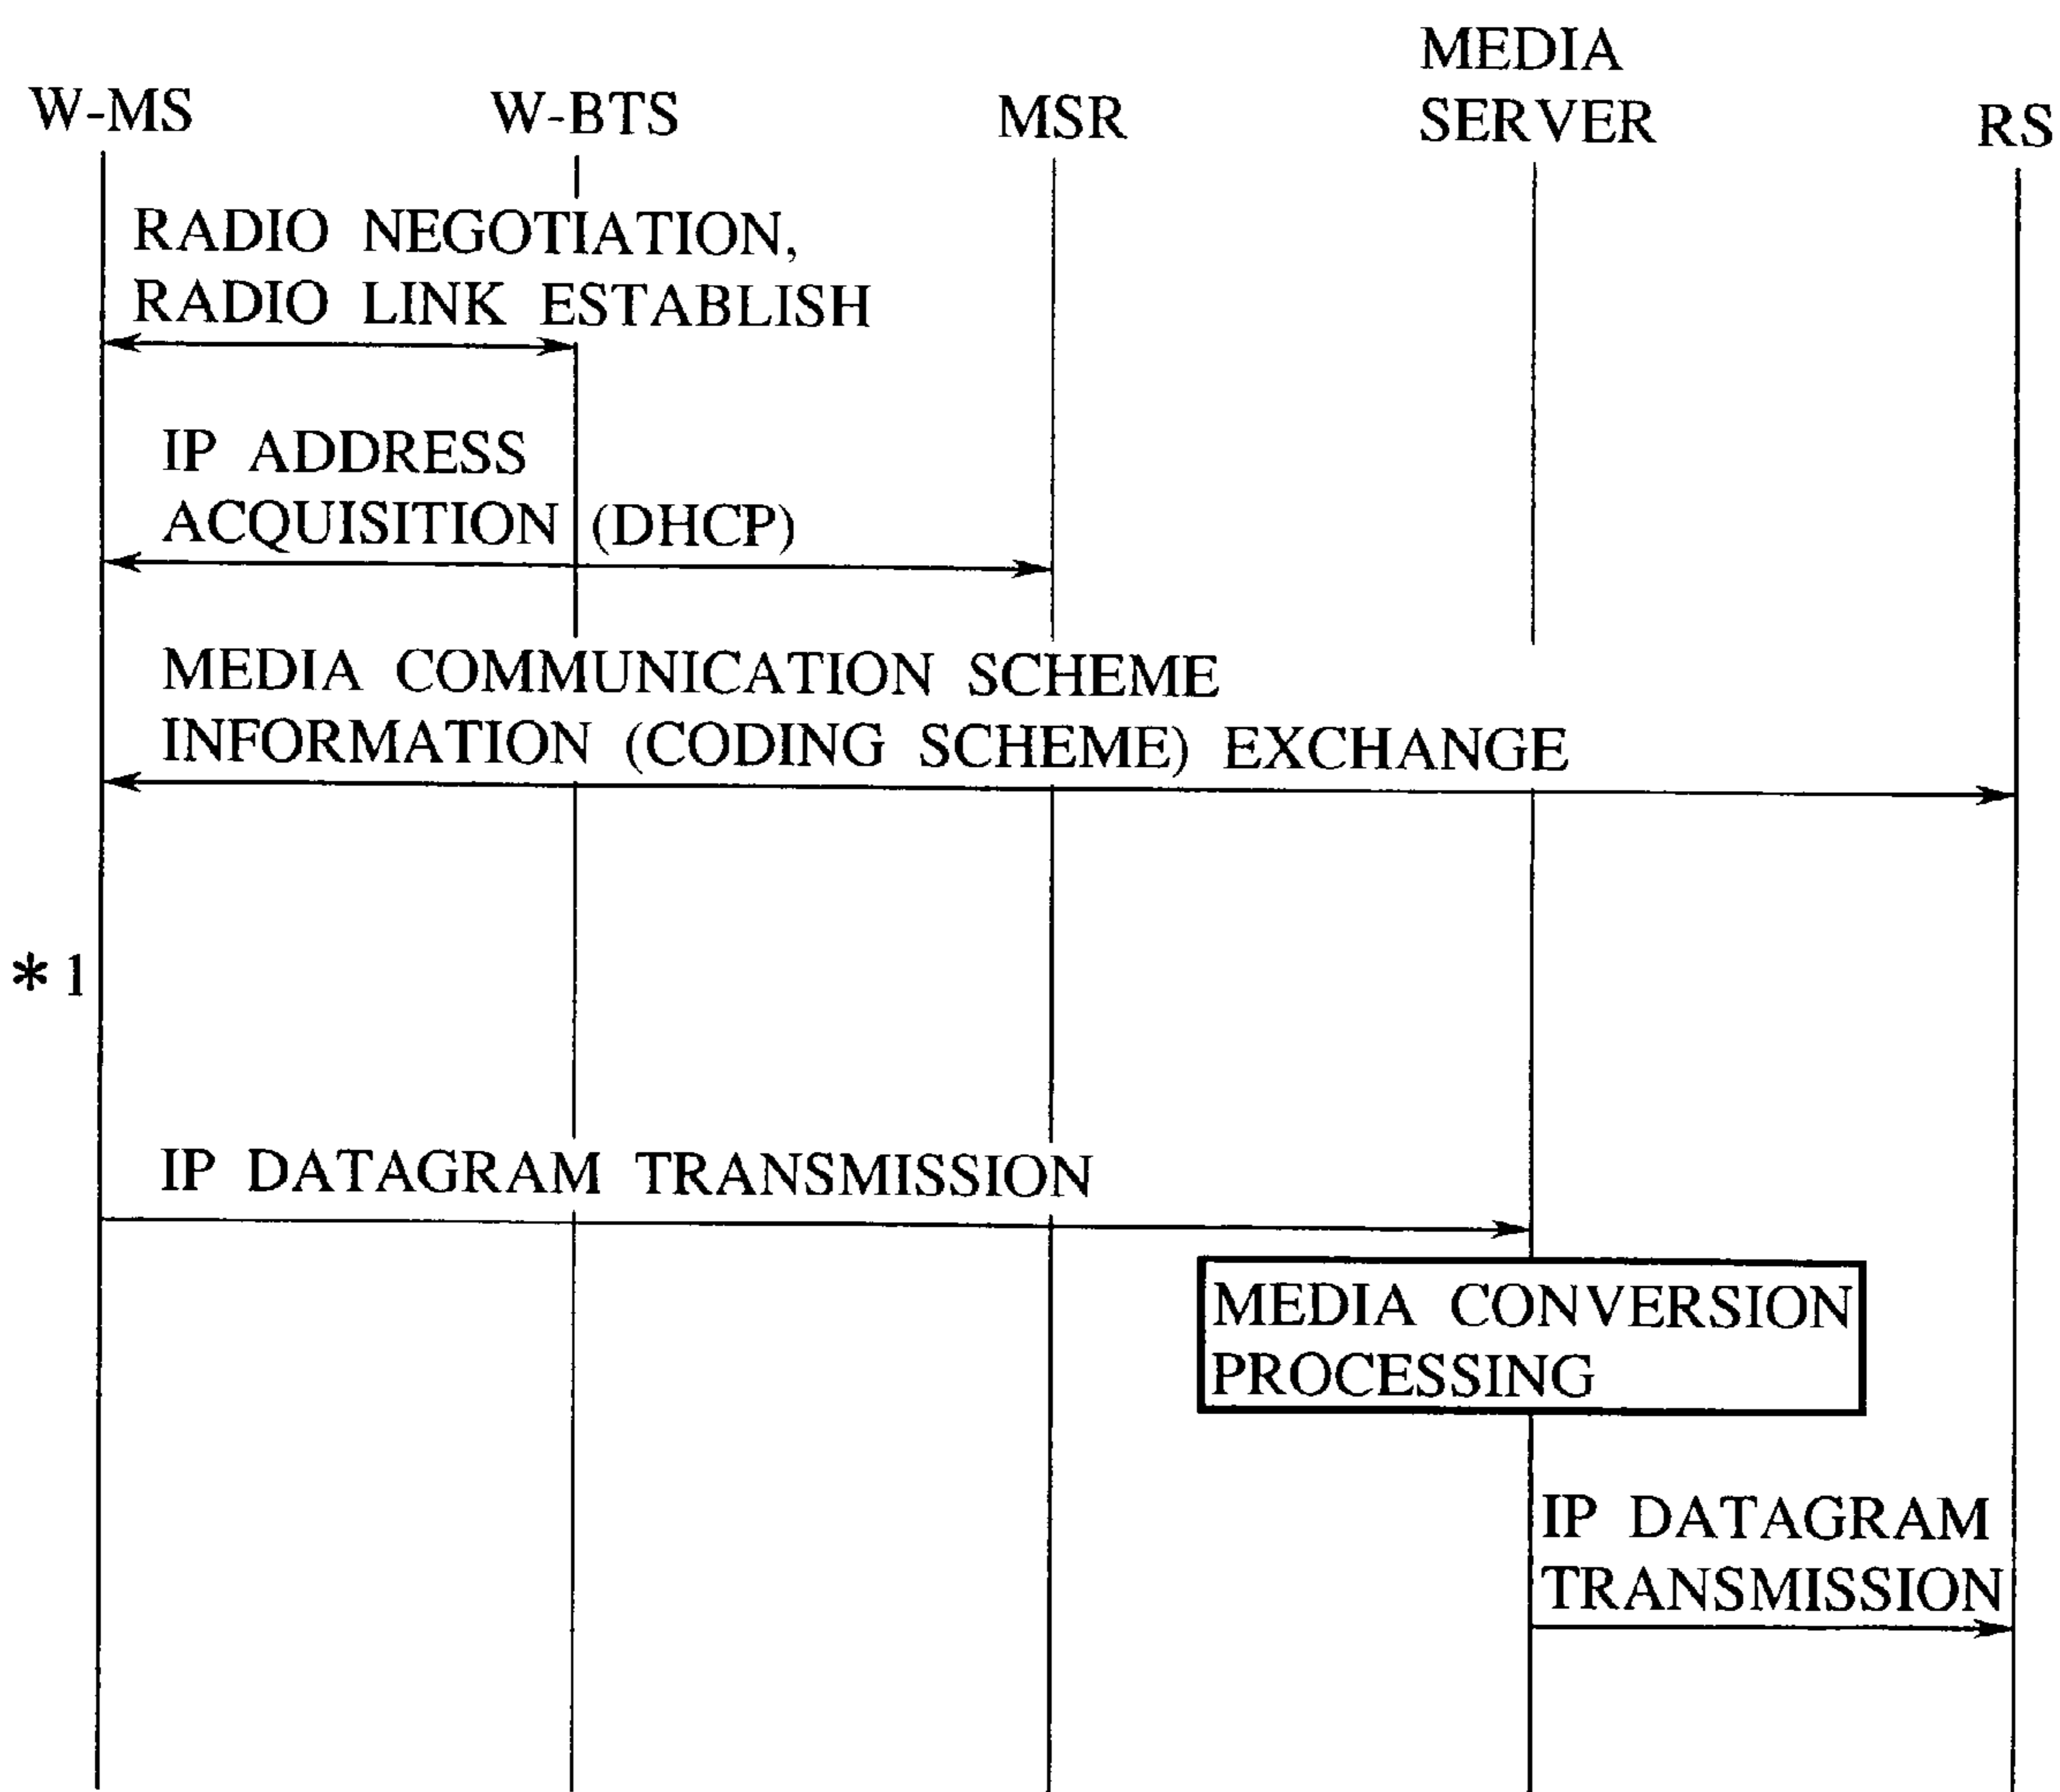 MEDIA
SERVER
W-MS
W-BTS
MSR
RS
RADIO NEGOTIATION,
RADIO LINK ESTABLISH
IP ADDRESS
ACQUISITION (DHCP)
MEDIA COMMUNICATION SCHEME
INFORMATION (CODING SCHEME) EXCHANGE
*1
IP DATAGRAM TRANSMISSION
MEDIA CONVERSION
PROCESSING
IP DATAGRAM
TRANSMISSION